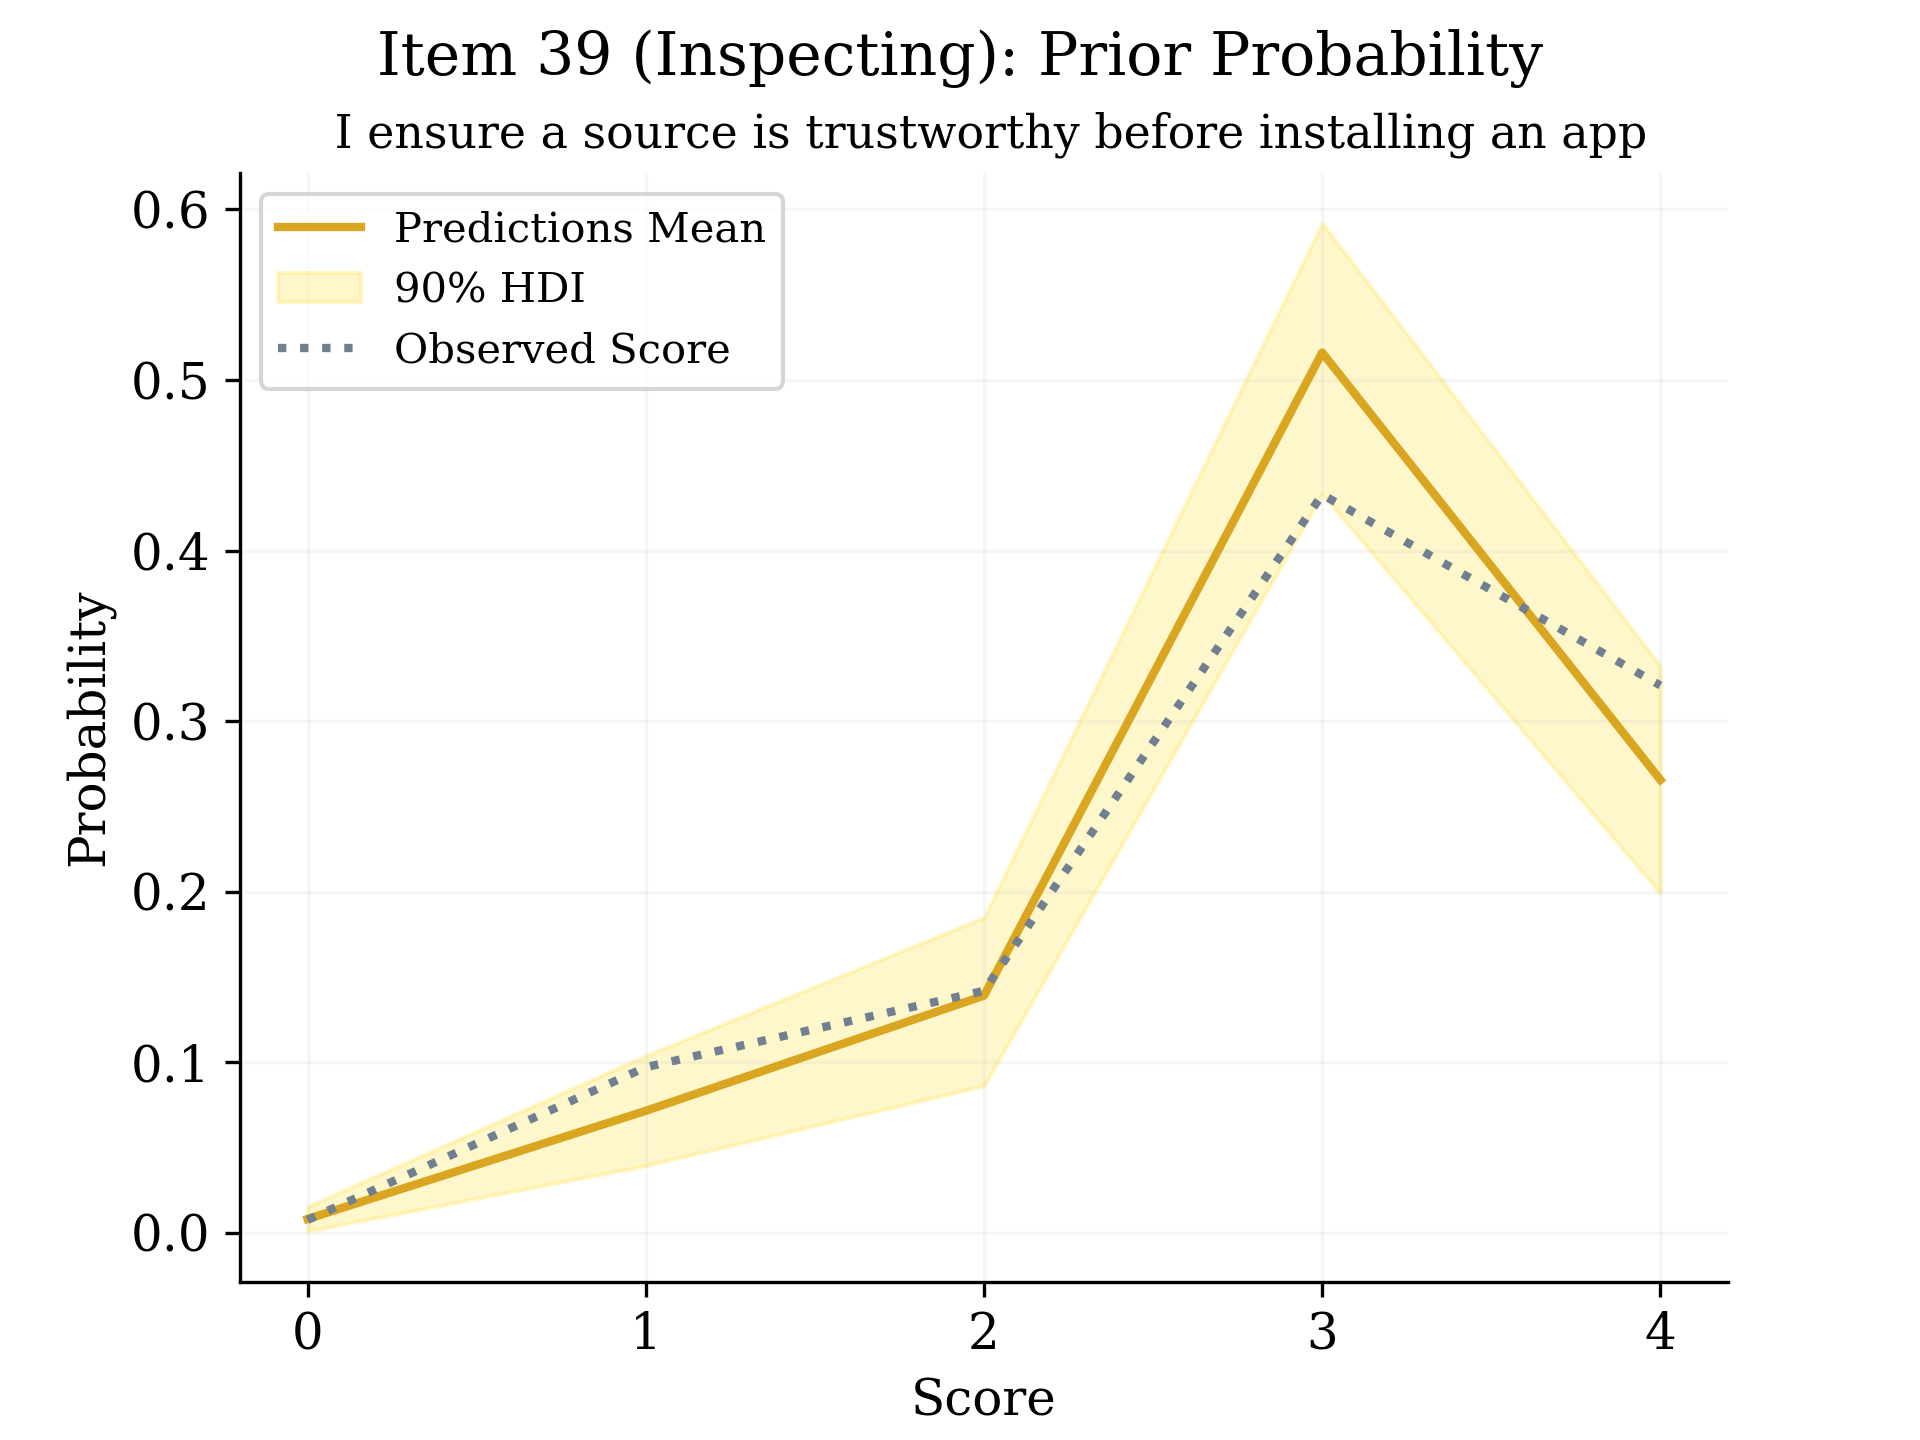 Item 39 (Inspecting): Prior Probability
I ensure a source is trustworthy before installing an app
Predictions Mean
90% HDI
Observed Score
0.6
0.5
0.4
0.3
0.2
0.1
0.0
Probability
0 1 2 3 4
Score